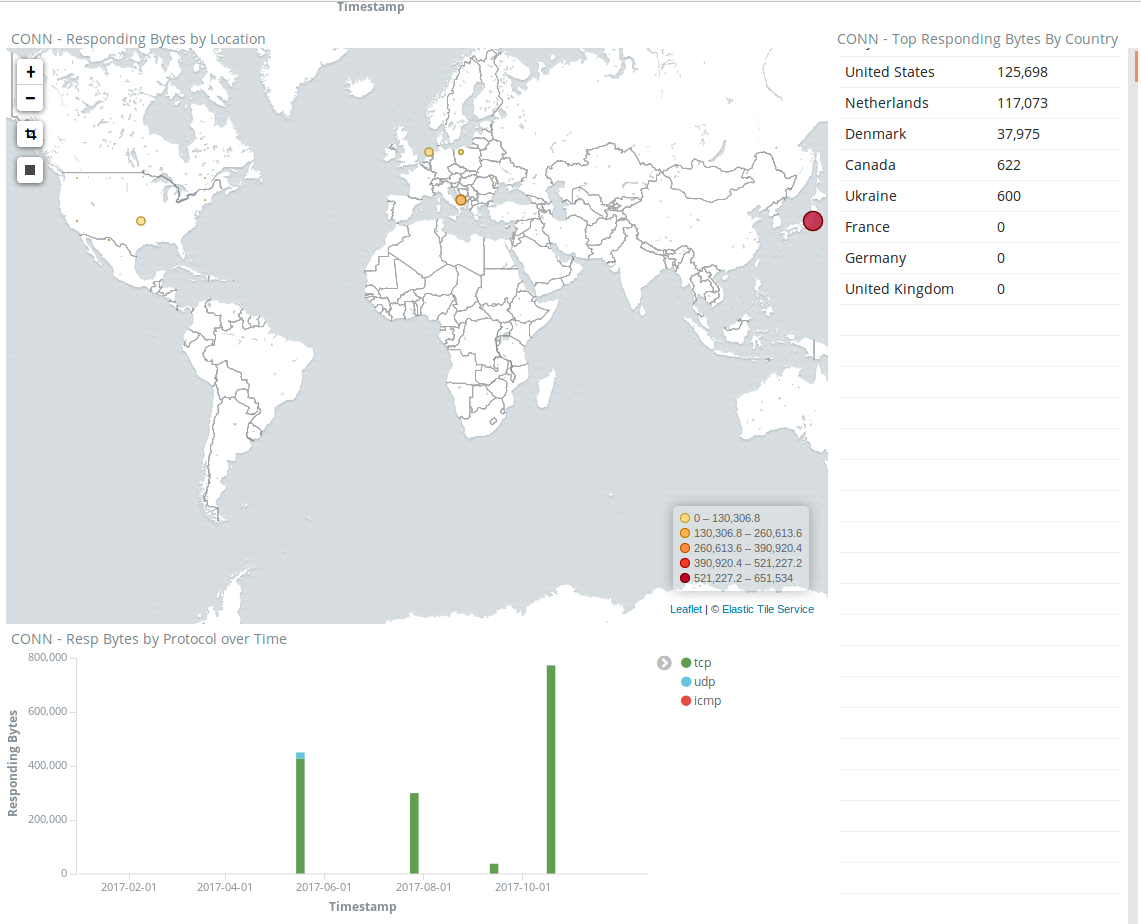 Timestamp
CONN - Responding Bytes by Location
CONN - Top Responding Bytes By Country
+
−
United States 125,698
Netherlands 117,073
Denmark 37,975
Canada 622
Ukraine 600
France 0
Germany 0
United Kingdom 0
0 – 130,306.8
130,306.8 – 260,613.6
260,613.6 – 390,920.4
390,920.4 – 521,227.2
521,227.2 – 651,534
Leaflet | © Elastic Tile Service
CONN - Resp Bytes by Protocol over Time
800,000
600,000
400,000
200,000
0
Responding Bytes
2017-02-01 2017-04-01 2017-06-01 2017-08-01 2017-10-01
Timestamp
tcp
udp
icmp